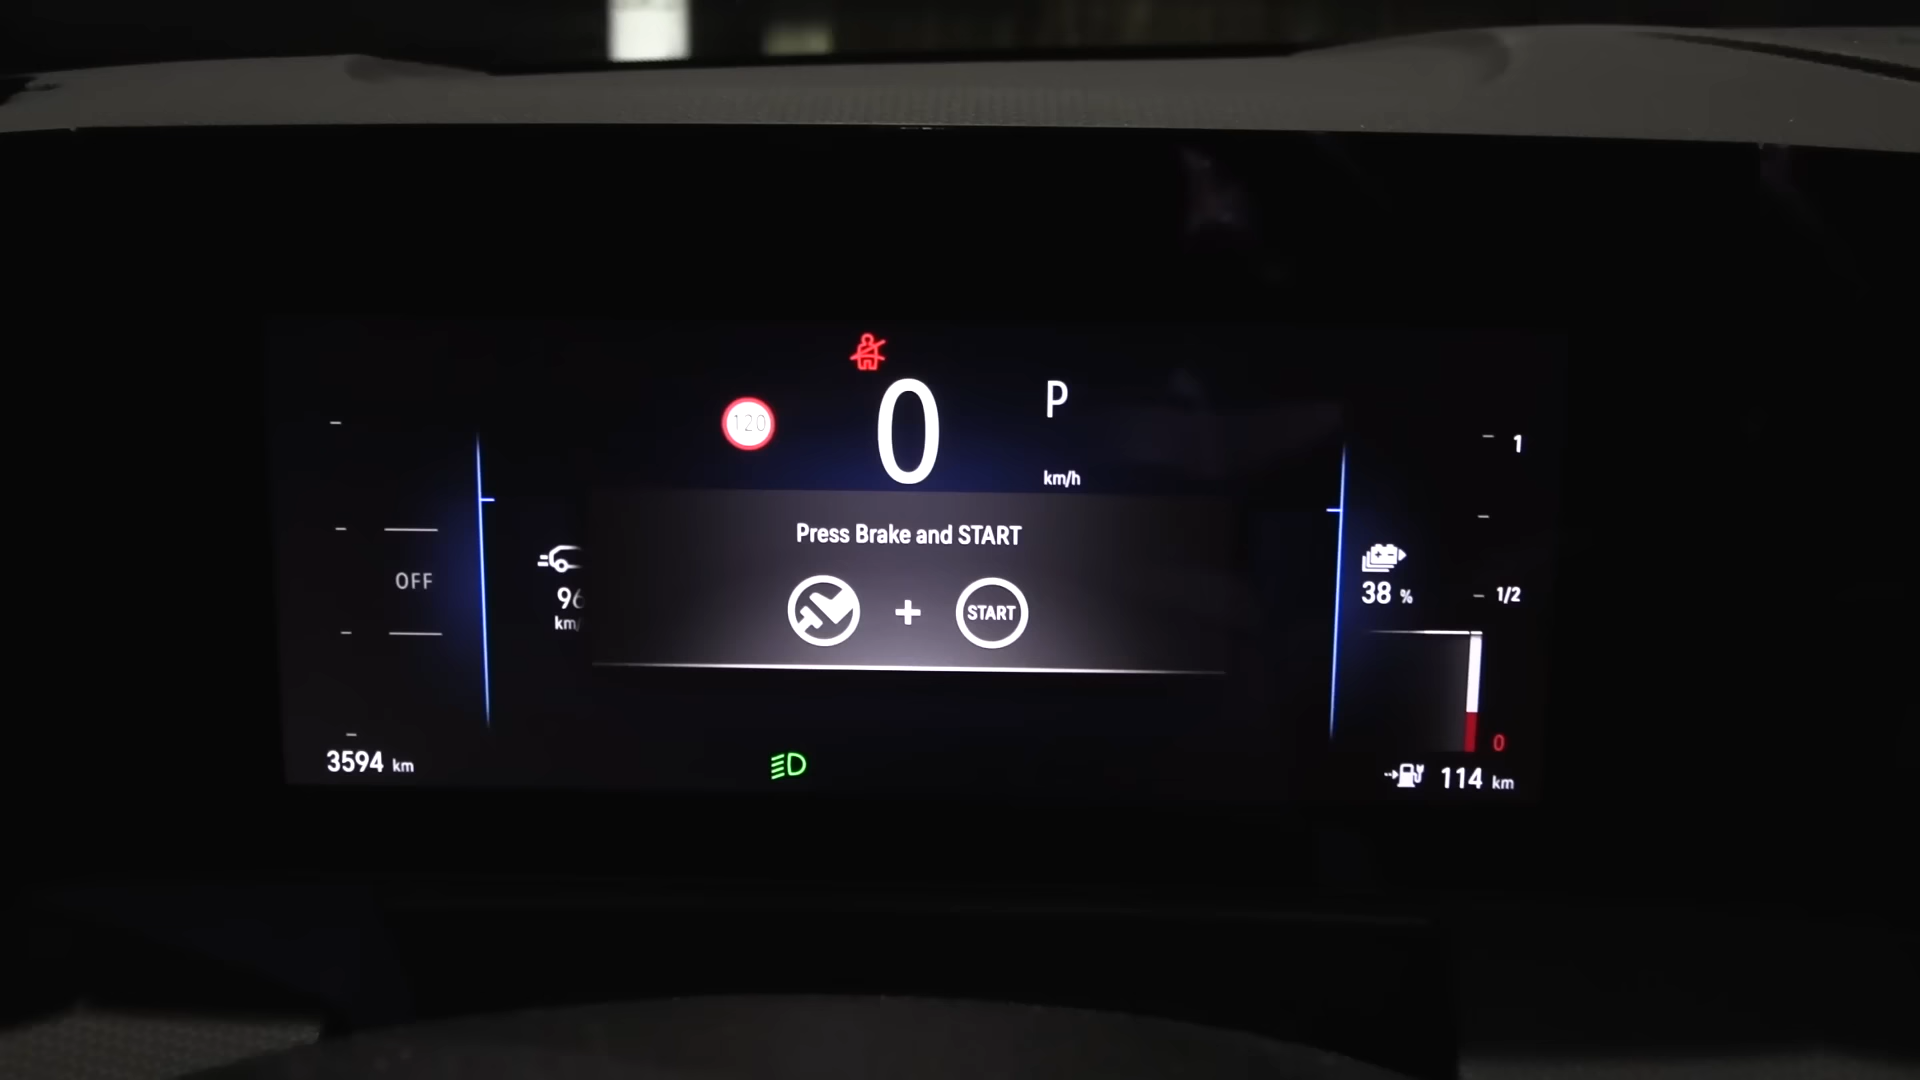 120
0
P
km/h
1
Press Brake and START
OFF
START
38 %
1/2
0
3594 km
114 km